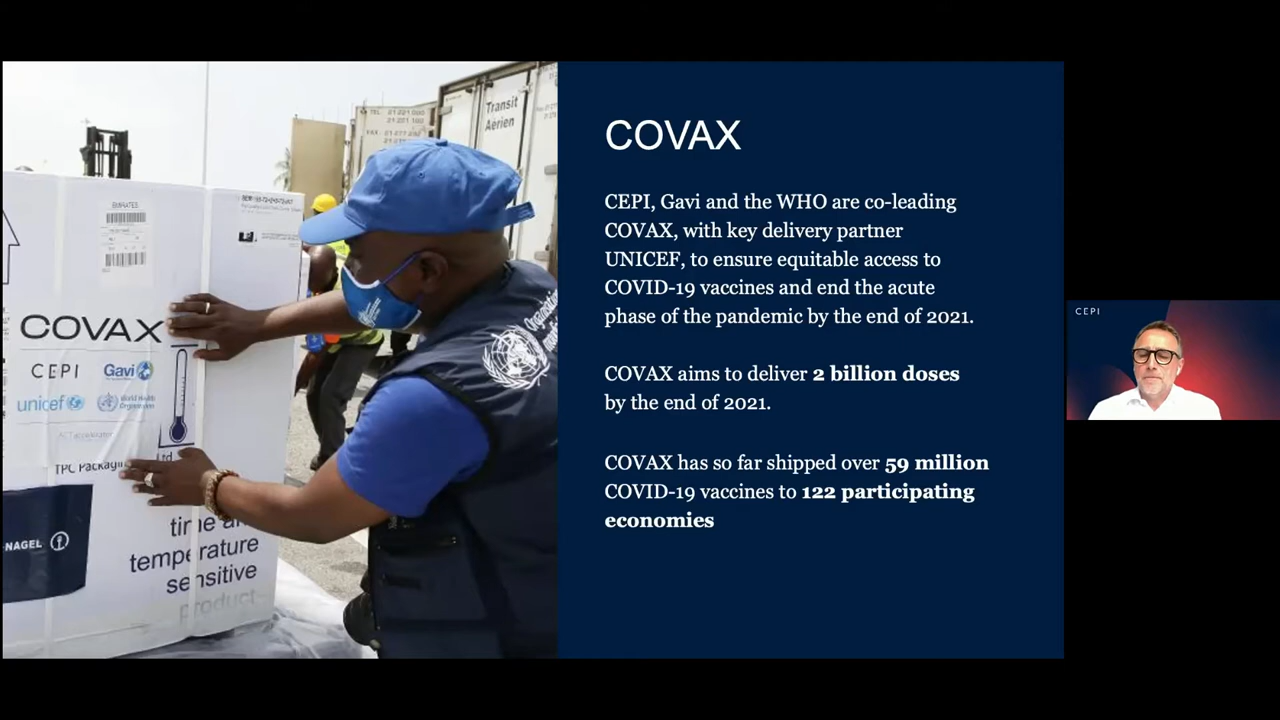 COVAX
CEPI, Gavi and the WHO are co-leading
COVAX, with key delivery partner
UNICEF, to ensure equitable access to
COVID-19 vaccines and end the acute
phase of the pandemic by the end of 2021.
COVAX aims to deliver 2 billion doses
by the end of 2021.
COVAX has so far shipped over 59 million
COVID-19 vaccines to 122 participating
economies
Transit
Aérien
EMIRATES
COVAX
CEPI Gavi
unicef World Health
Organization
Ltd
TPC Packaging
NAGEL
time an
temperature
sensitive
product
CEPI